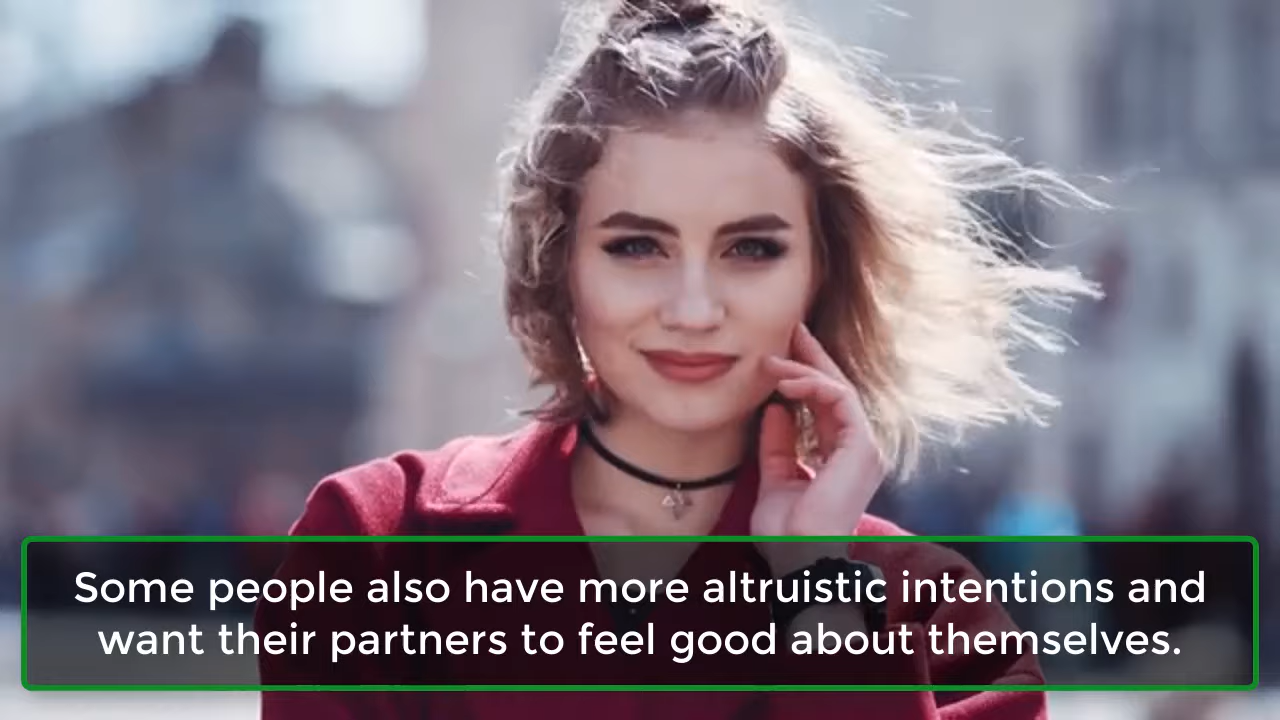 Some people also have more altruistic intentions and
want their partners to feel good about themselves.